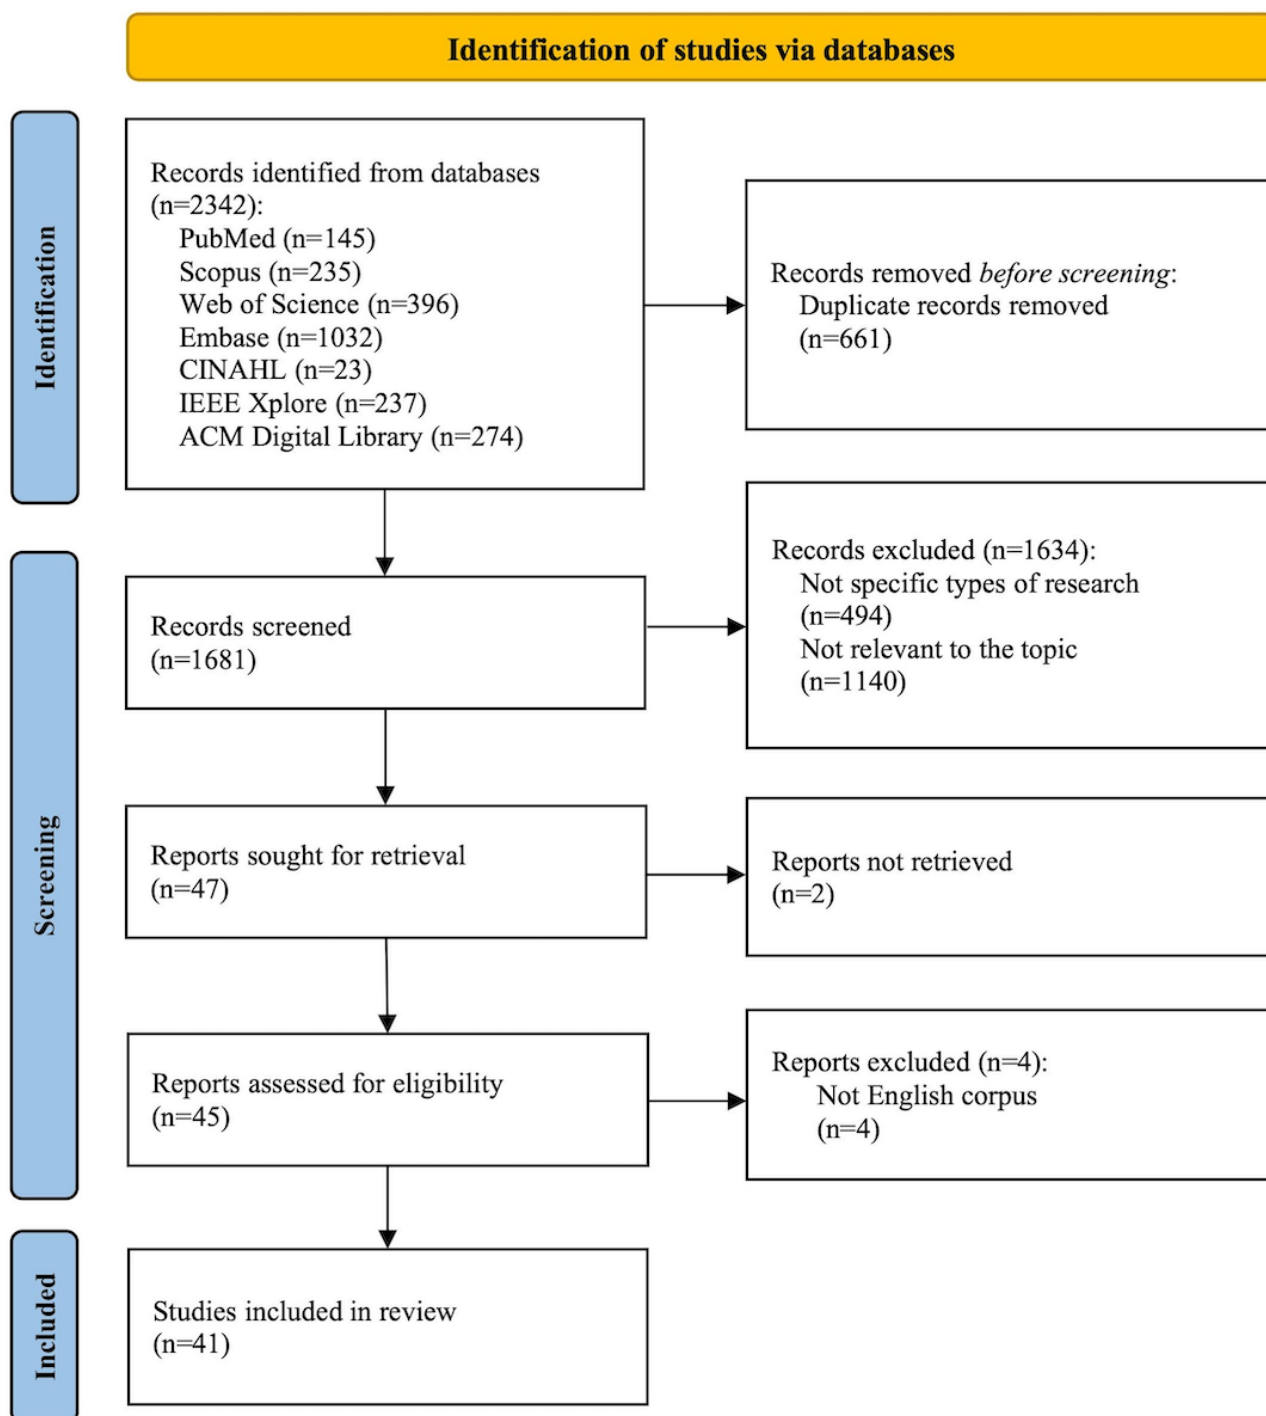 Identification of studies via databases
Identification
Records identified from databases
(n=2342):
PubMed (n=145)
Scopus (n=235)
Web of Science (n=396)
Embase (n=1032)
CINAHL (n=23)
IEEE Xplore (n=237)
ACM Digital Library (n=274)
Records removed before screening:
Duplicate records removed
(n=661)
Screening
Records screened
(n=1681)
Records excluded (n=1634):
Not specific types of research
(n=494)
Not relevant to the topic
(n=1140)
Reports sought for retrieval
(n=47)
Reports not retrieved
(n=2)
Reports assessed for eligibility
(n=45)
Reports excluded (n=4):
Not English corpus
(n=4)
Included
Studies included in review
(n=41)